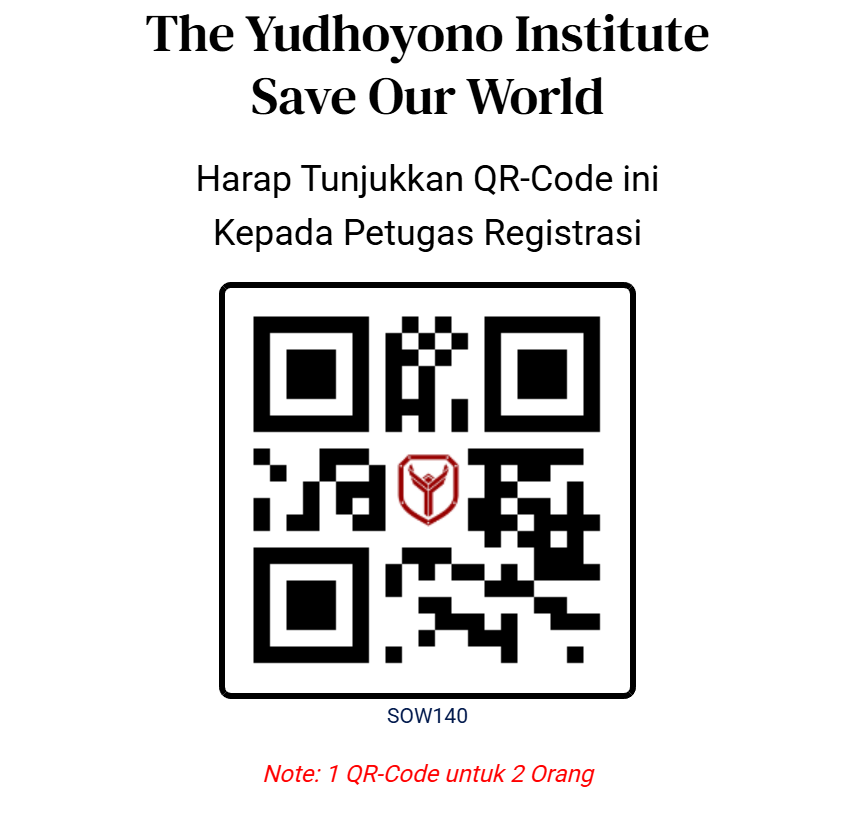 The Yudhoyono Institute
Save Our World
Harap Tunjukkan QR-Code ini
Kepada Petugas Registrasi
SOW140
Note: 1 QR-Code untuk 2 Orang